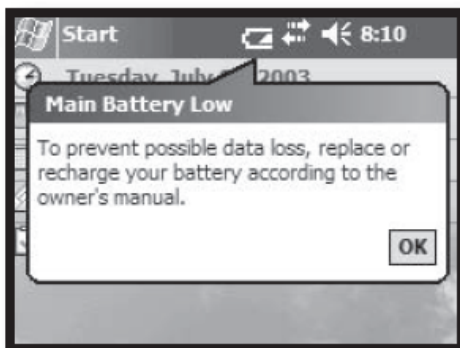 Start 8:10
Tuesday, July 2003
Main Battery Low
To prevent possible data loss, replace or
recharge your battery according to the
owner's manual.
OK